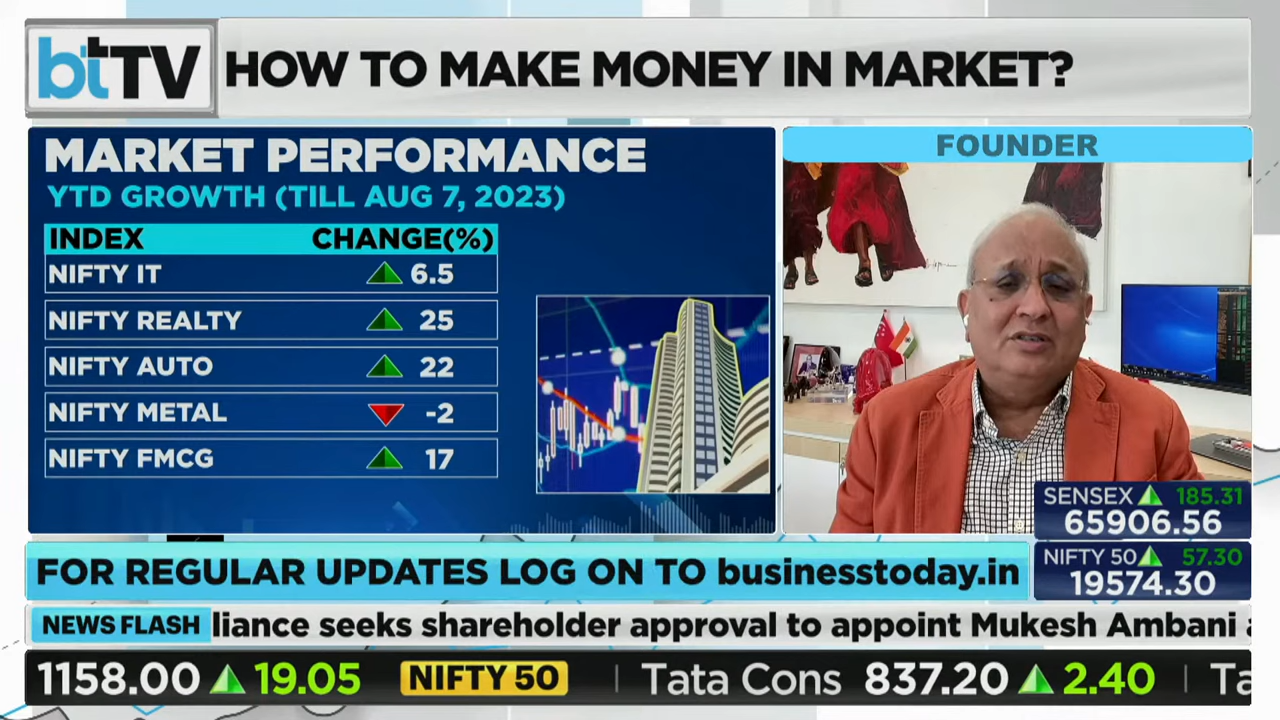 btTV
HOW TO MAKE MONEY IN MARKET?
MARKET PERFORMANCE
YTD GROWTH (TILL AUG 7, 2023)
INDEX CHANGE(%)
NIFTY IT 6.5
NIFTY REALTY 25
NIFTY AUTO 22
NIFTY METAL -2
NIFTY FMCG 17
FOUNDER
SENSEX 185.31
65906.56
NIFTY 50 57.30
19574.30
FOR REGULAR UPDATES LOG ON TO businesstoday.in
NEWS FLASH liance seeks shareholder approval to appoint Mukesh Ambani
1158.00 19.05 NIFTY 50 Tata Cons 837.20 2.40 Ta